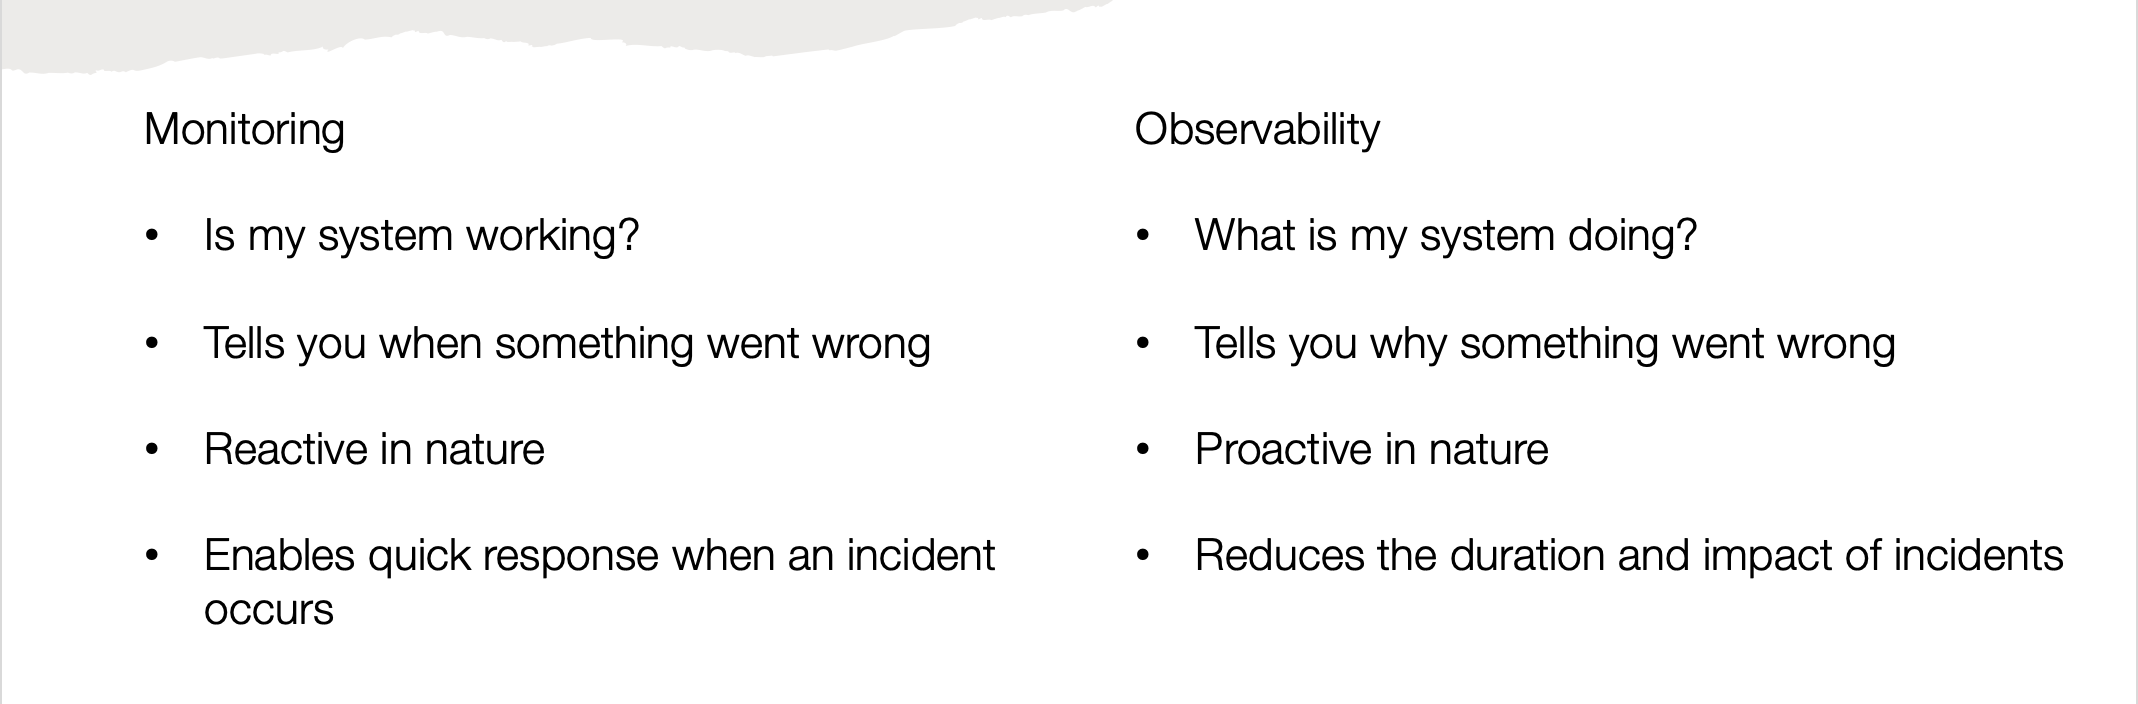 Monitoring
• Is my system working?
• Tells you when something went wrong
• Reactive in nature
• Enables quick response when an incident
occurs
Observability
• What is my system doing?
• Tells you why something went wrong
• Proactive in nature
• Reduces the duration and impact of incidents